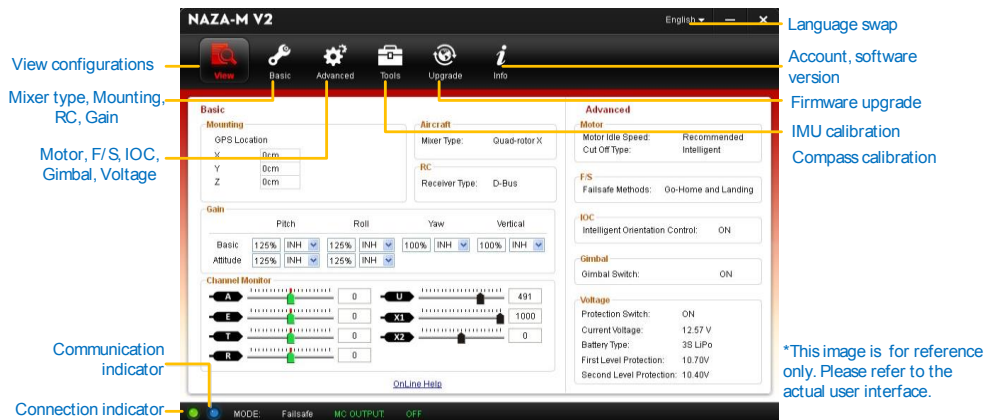 NAZA-M V2
English
Language swap
View configurations
View
Basic
Advanced
Tools
Upgrade
Info
Account, software
version
Mixer type, Mounting,
RC, Gain
Firmware upgrade
Motor, F/S, IOC,
Gimbal, Voltage
IMU calibration
Compass calibration
Basic
Mounting
GPS Location
X 0cm
Y 0cm
Z 0cm
Aircraft
Mixer Type: Quad-rotor X
RC
Receiver Type: D-Bus
Gain
Pitch Roll Yaw Vertical
Basic 125% INH 125% INH 100% INH 100% INH
Attitude 125% INH 125% INH
Channel Monitor
A 0 U 491
E 0 X1 1000
T 0 X2 0
R 0
OnLine Help
Advanced
Motor
Motor Idle Speed: Recommended
Cut Off Type: Intelligent
F/S
Failsafe Methods: Go-Home and Landing
IOC
Intelligent Orientation Control: ON
Gimbal
Gimbal Switch: ON
Voltage
Protection Switch: ON
Current Voltage: 12.57 V
Battery Type: 3S LiPo
First Level Protection: 10.70V
Second Level Protection: 10.40V
Communication
indicator
Connection indicator
MODE: Failsafe MC OUTPUT: OFF
*This image is for reference
only. Please refer to the
actual user interface.